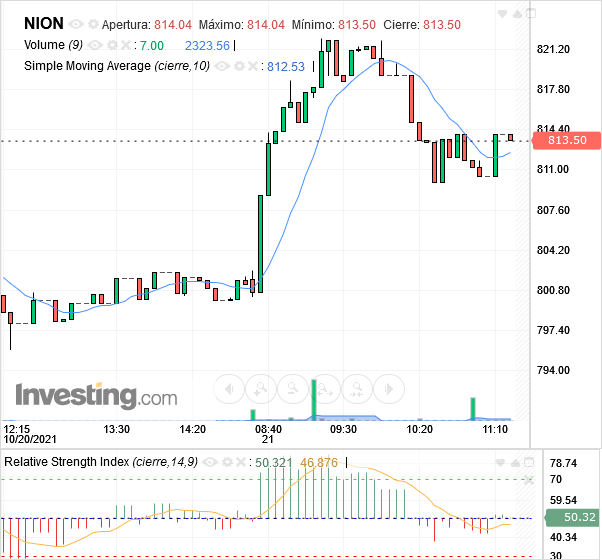 NION Apertura: 814.04 Máximo: 814.04 Mínimo: 813.50 Cierre: 813.50
Volume (9) : 7.00 2323.56
Simple Moving Average (cierre,10) : 812.53
821.20
817.80
814.40
813.50
811.00
807.60
804.20
800.80
797.40
794.00
Investing.com
12:15 13:30 14:20 08:40 09:30 10:20 11:10
10/20/2021 21
Relative Strength Index (cierre,14,9) : 50.321 46.876
78.74
70
59.54
50.32
40.34
30